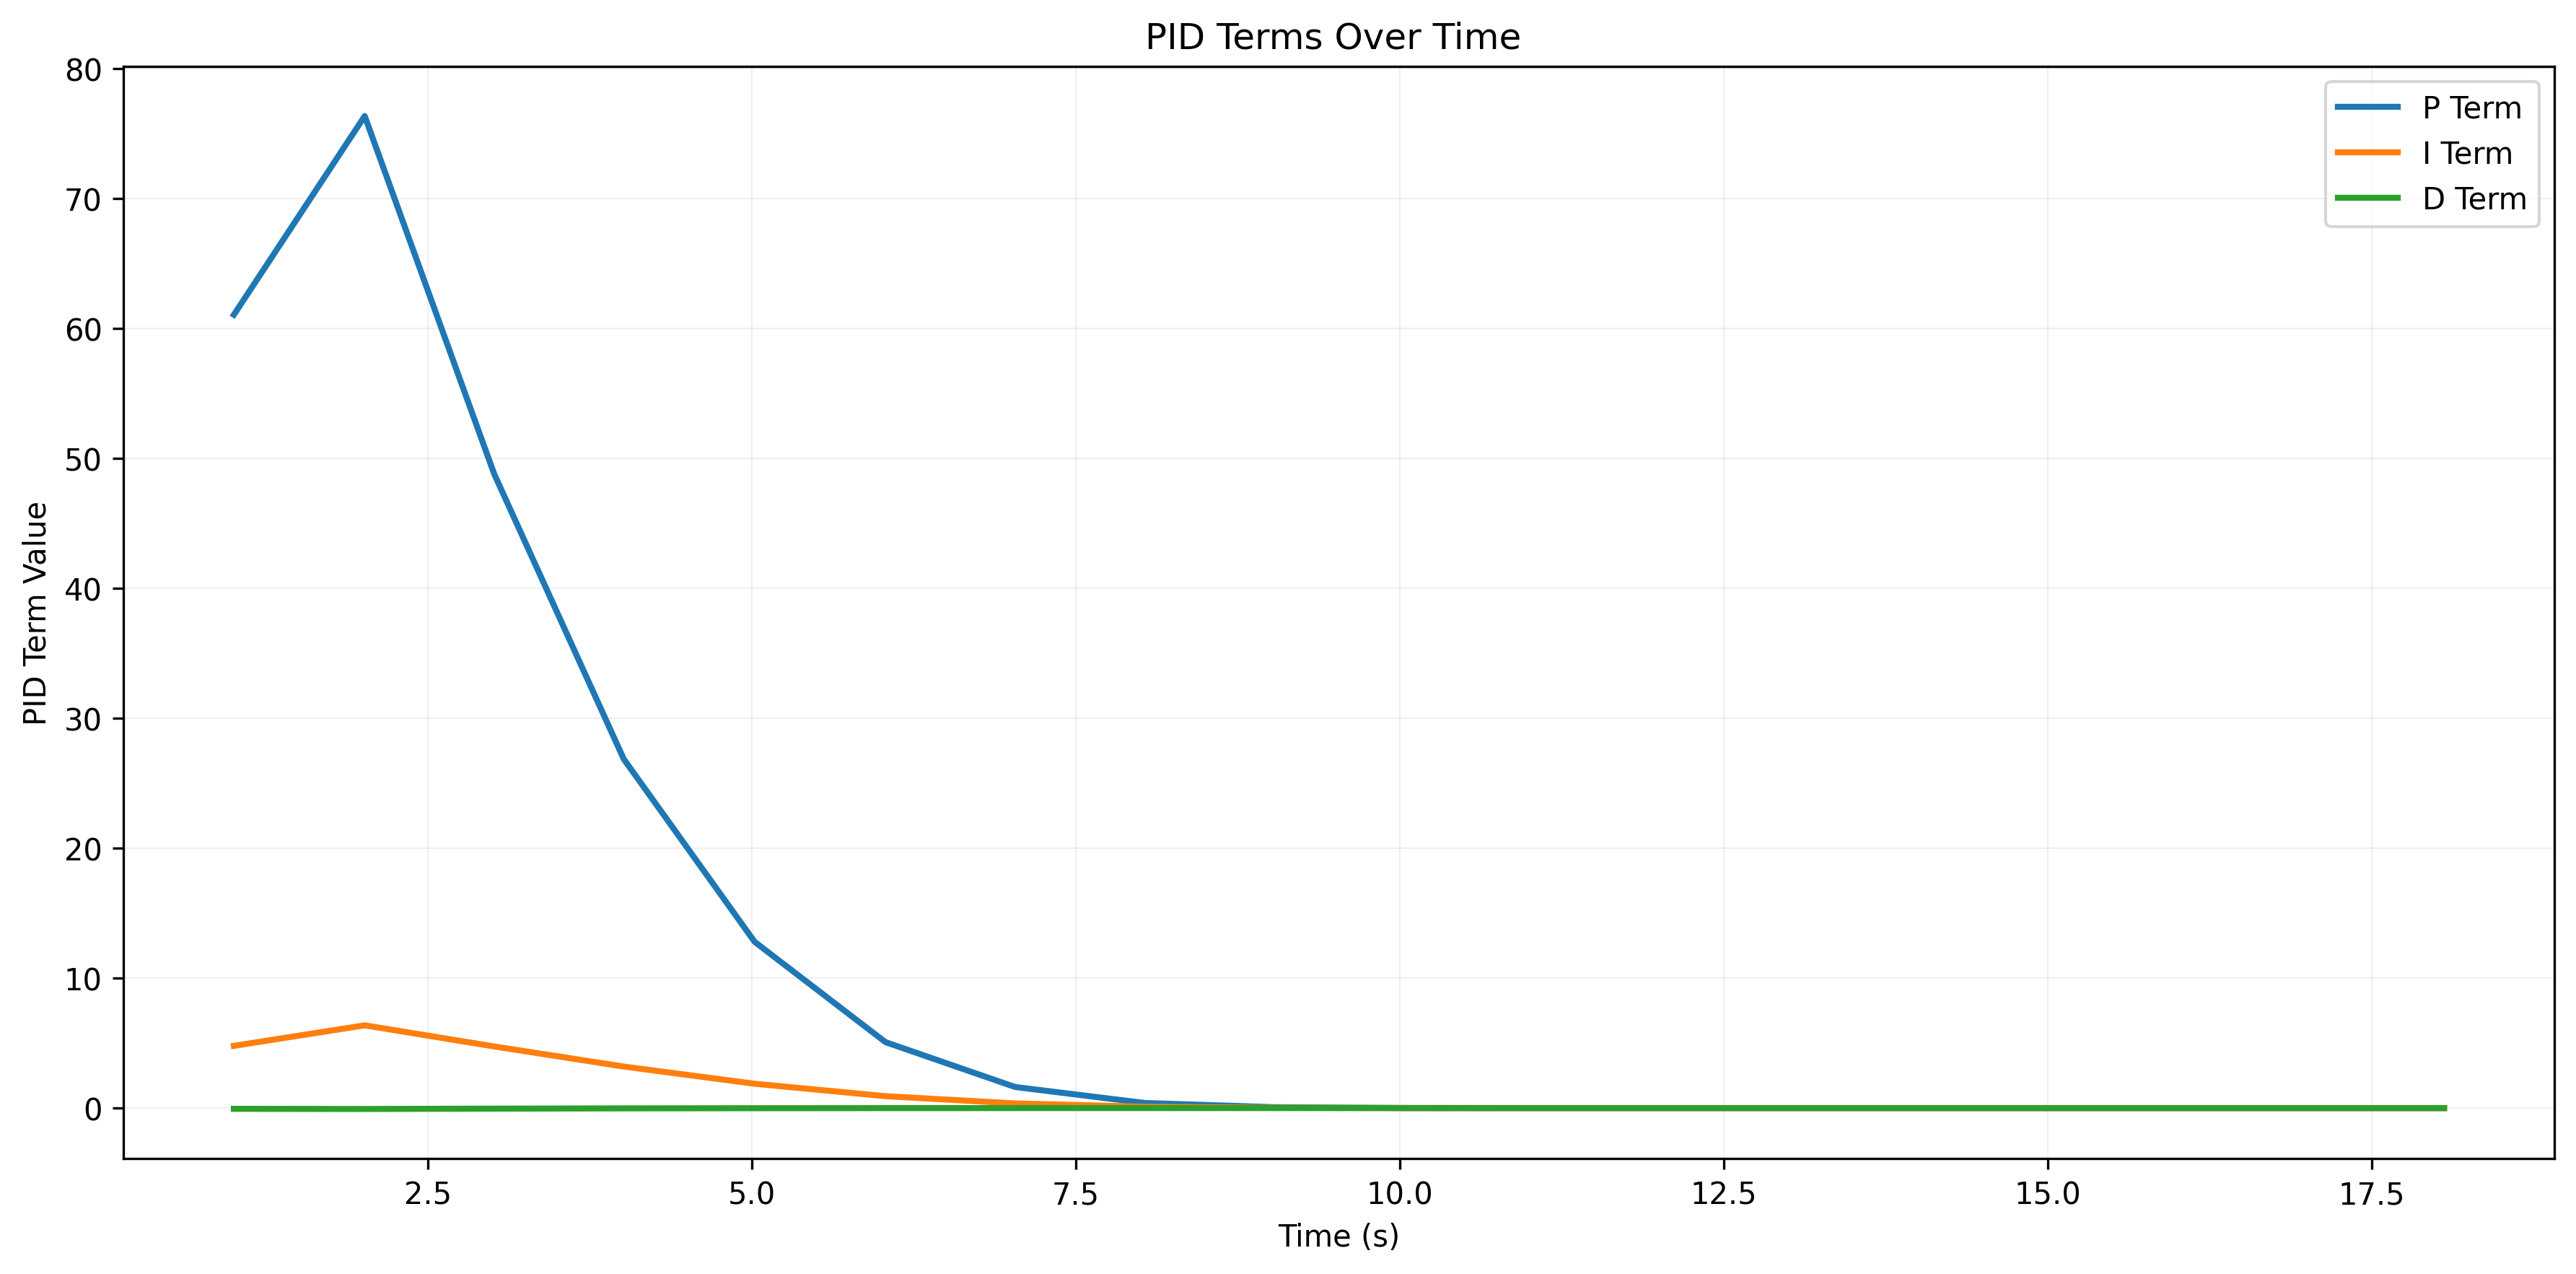 PID Terms Over Time
80
70
60
50
40
30
20
10
0
PID Term Value
P Term
I Term
D Term
2.5 5.0 7.5 10.0 12.5 15.0 17.5
Time (s)